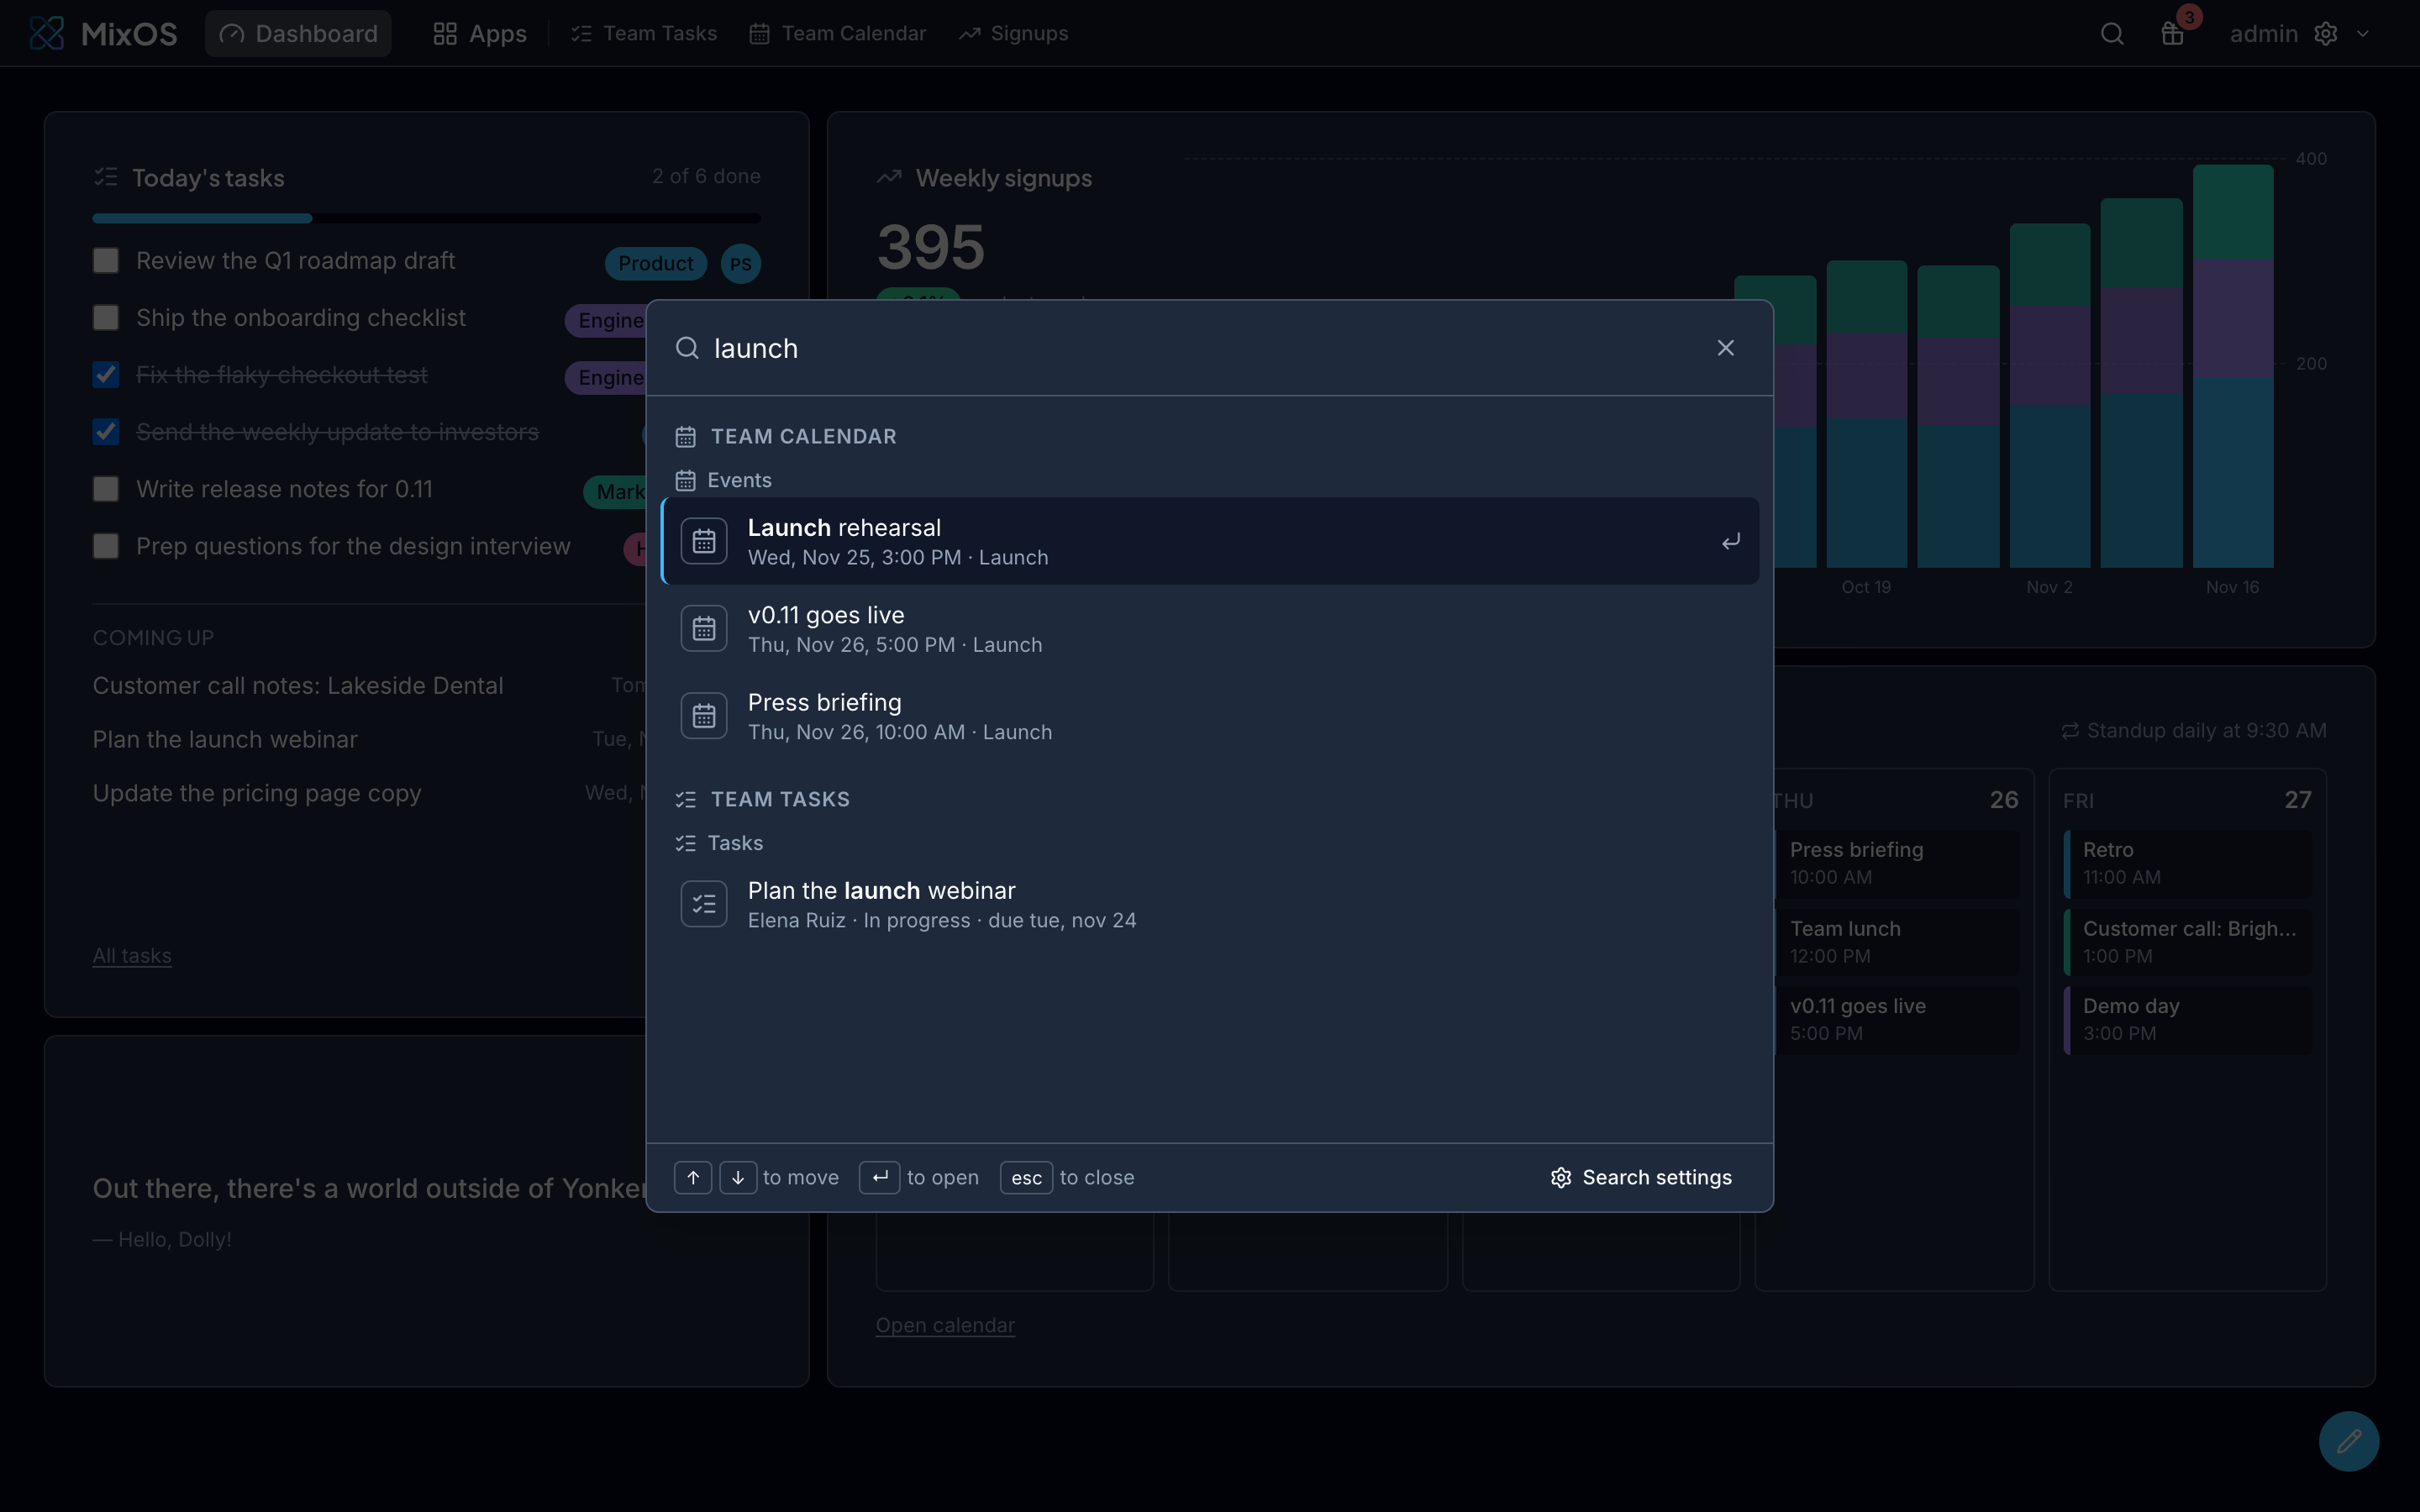 MixOS
Dashboard
Apps
Team Tasks
Team Calendar
Signups
3
admin
Today's tasks
2 of 6 done
Review the Q1 roadmap draft
Product
PS
Ship the onboarding checklist
Engine
Fix the flaky checkout test
Engine
Send the weekly update to investors
Write release notes for 0.11
Mark
Prep questions for the design interview
H
COMING UP
Customer call notes: Lakeside Dental
Tom
Plan the launch webinar
Tue, N
Update the pricing page copy
Wed, N
All tasks
Out there, there's a world outside of Yonker
— Hello, Dolly!
Weekly signups
395
400
200
Oct 19
Nov 2
Nov 16
launch
TEAM CALENDAR
Events
Launch rehearsal
Wed, Nov 25, 3:00 PM · Launch
v0.11 goes live
Thu, Nov 26, 5:00 PM · Launch
Press briefing
Thu, Nov 26, 10:00 AM · Launch
TEAM TASKS
Tasks
Plan the launch webinar
Elena Ruiz · In progress · due tue, nov 24
to move
to open
esc to close
Search settings
Standup daily at 9:30 AM
THU 26
Press briefing
10:00 AM
Team lunch
12:00 PM
v0.11 goes live
5:00 PM
FRI 27
Retro
11:00 AM
Customer call: Brigh...
1:00 PM
Demo day
3:00 PM
Open calendar